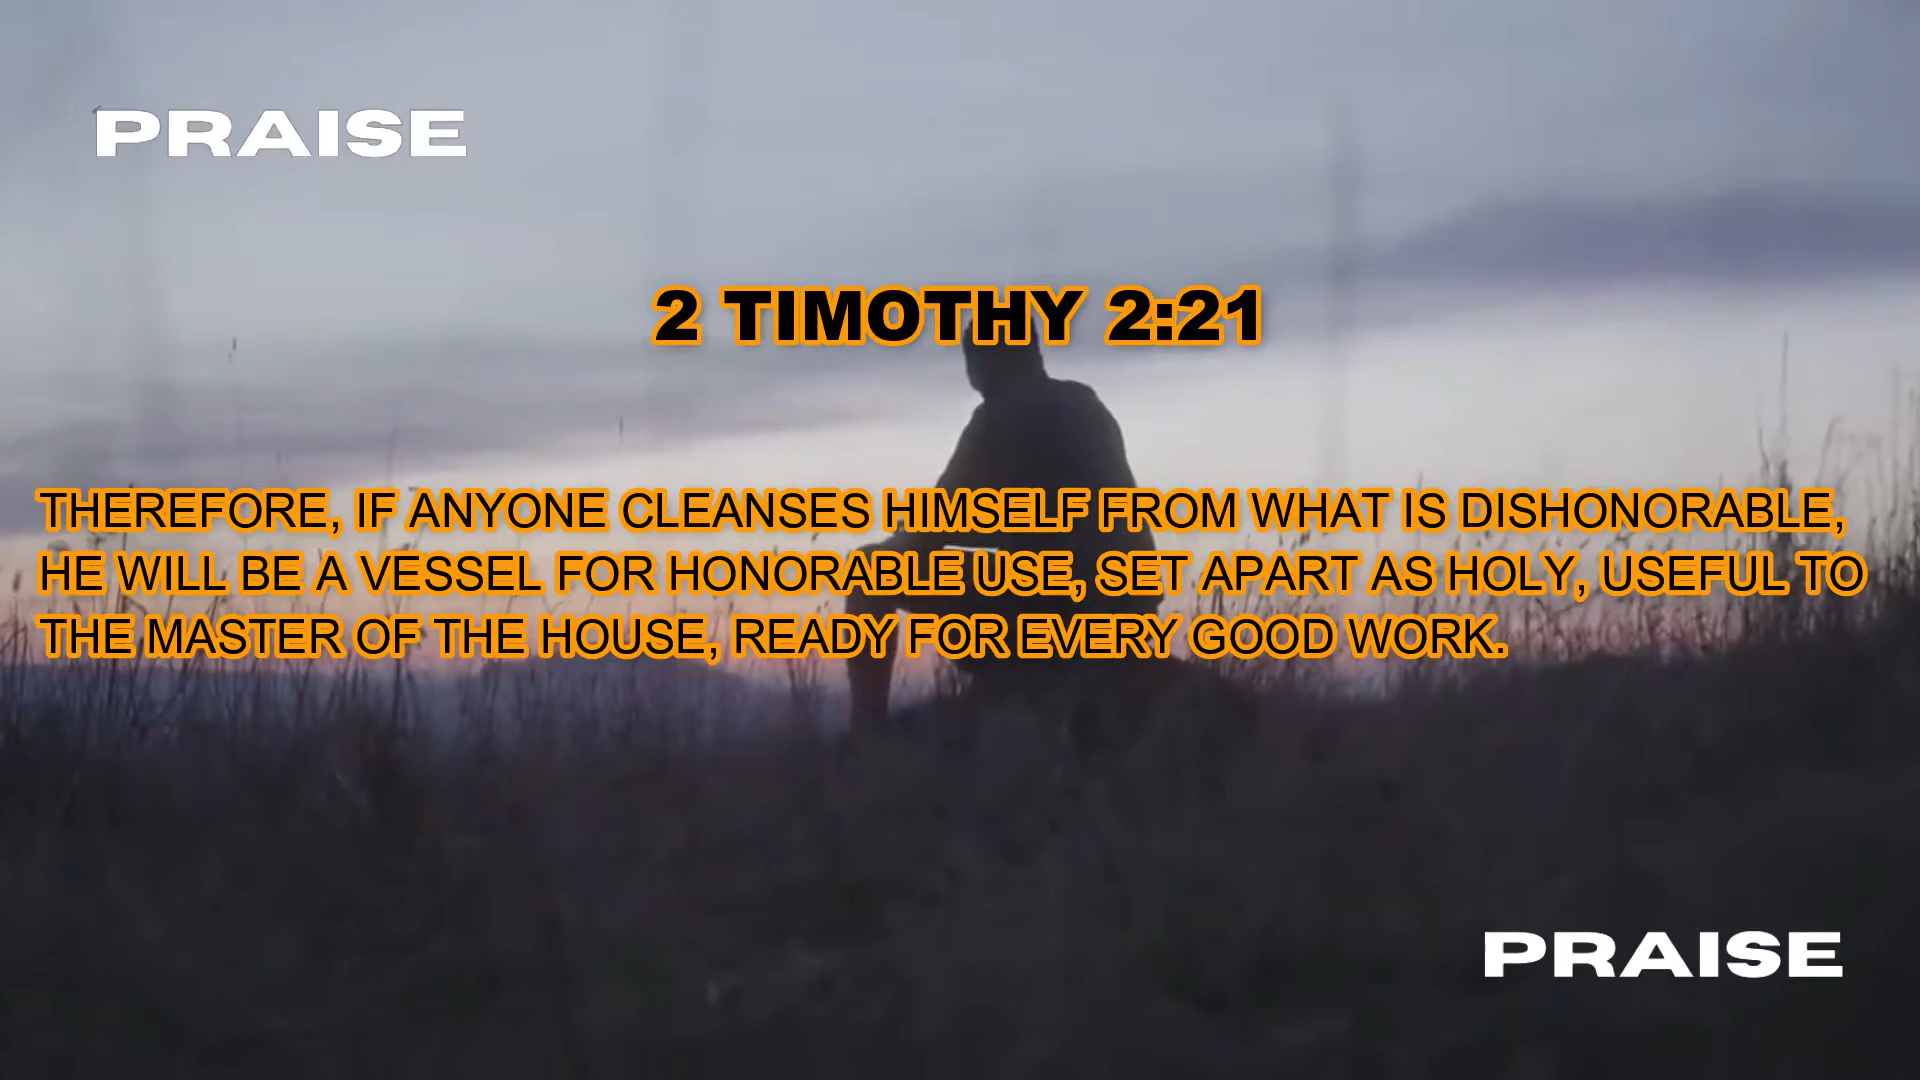 PRAISE
2 TIMOTHY 2:21
THEREFORE, IF ANYONE CLEANSES HIMSELF FROM WHAT IS DISHONORABLE,
HE WILL BE A VESSEL FOR HONORABLE USE, SET APART AS HOLY, USEFUL TO
THE MASTER OF THE HOUSE, READY FOR EVERY GOOD WORK.
PRAISE